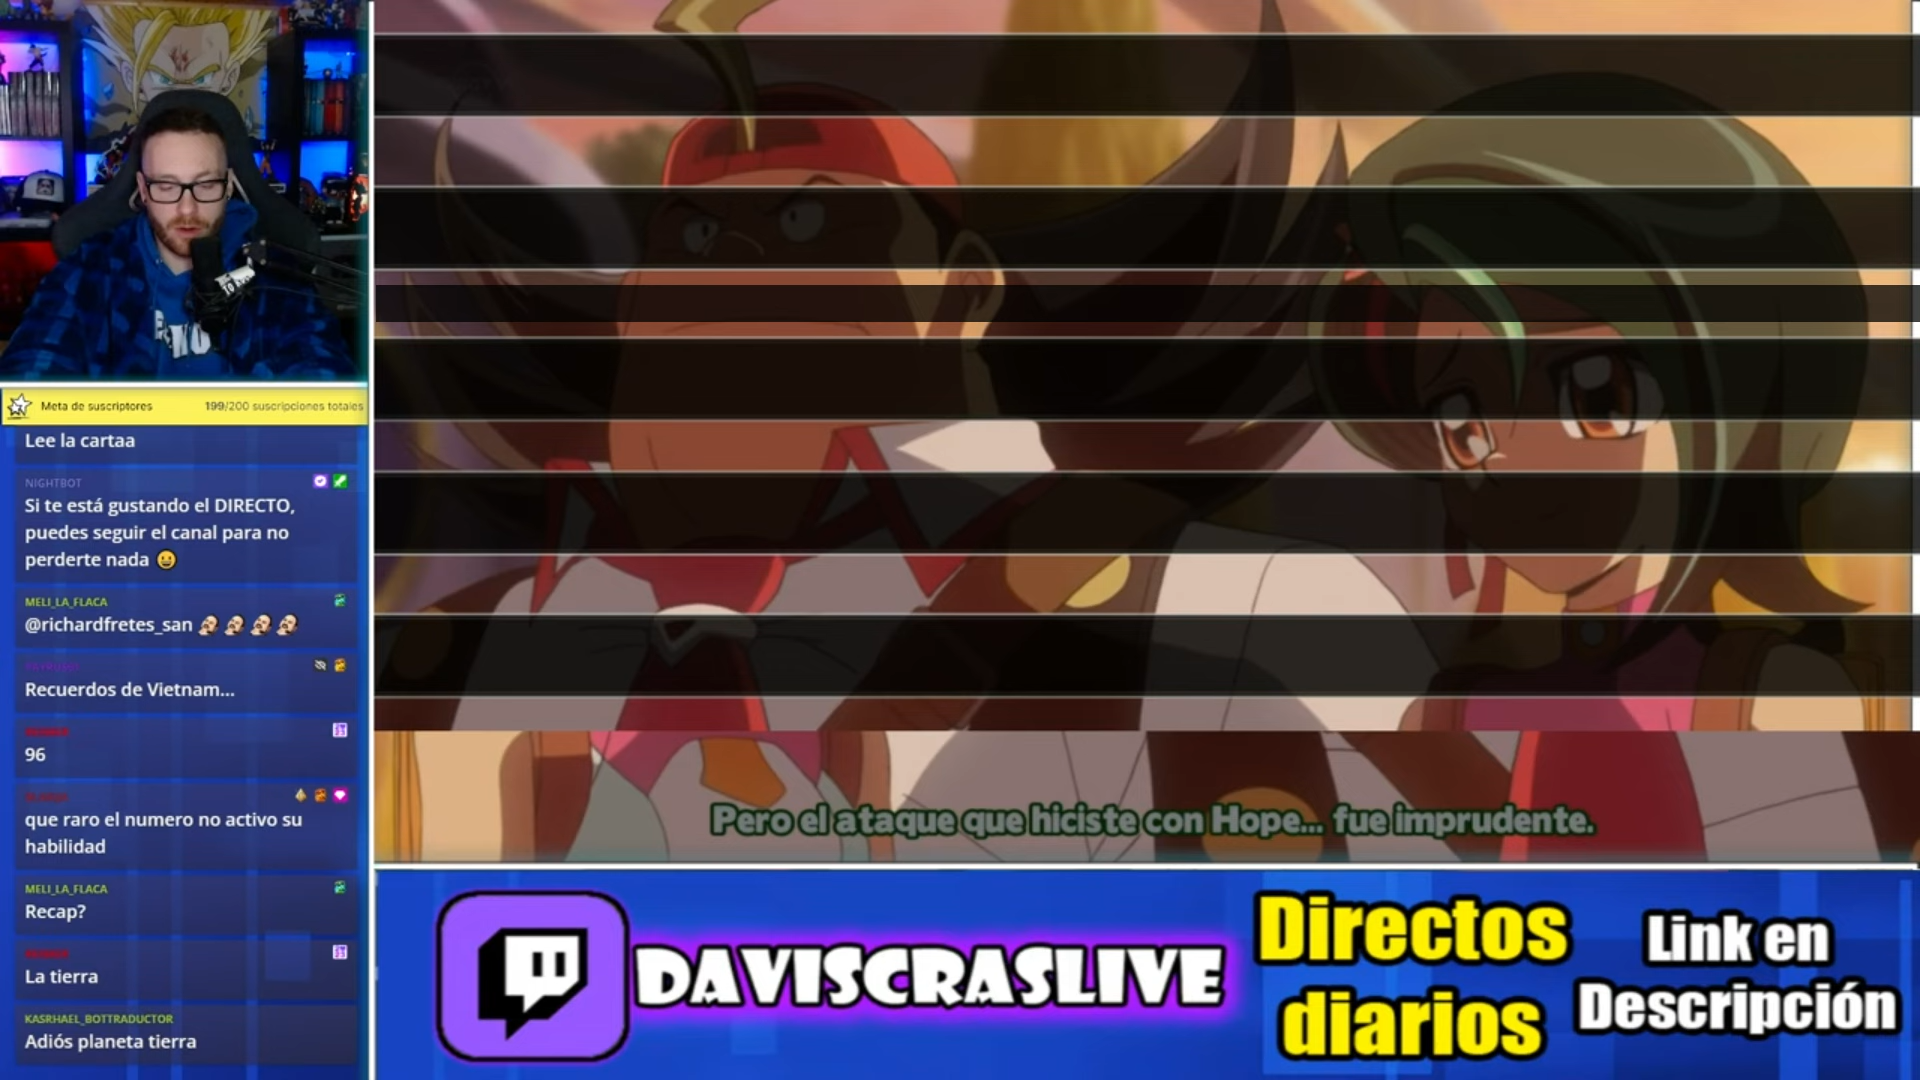 Meta de suscriptores 199/200 suscripciones totales
Lee la cartaa
NIGHTBOT
Si te está gustando el DIRECTO,
puedes seguir el canal para no
perderte nada
MELI_LA_FLACA
@richardfretes_san
Recuerdos de Vietnam...
96
que raro el numero no activo su
habilidad
MELI_LA_FLACA
Recap?
La tierra
KASRHAEL_BOTTRADUCTOR
Adiós planeta tierra
Pero el ataque que hiciste con Hope... fue imprudente.
DAVISCRASLIVE
Directos
diarios
Link en
Descripción